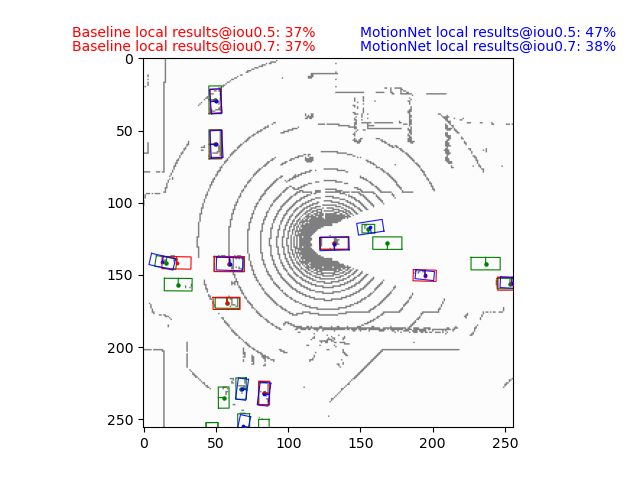 Baseline local results@iou0.5: 37% MotionNet local results@iou0.5: 47%
Baseline local results@iou0.7: 37% MotionNet local results@iou0.7: 38%
0
50
100
150
200
250
0 50 100 150 200 250